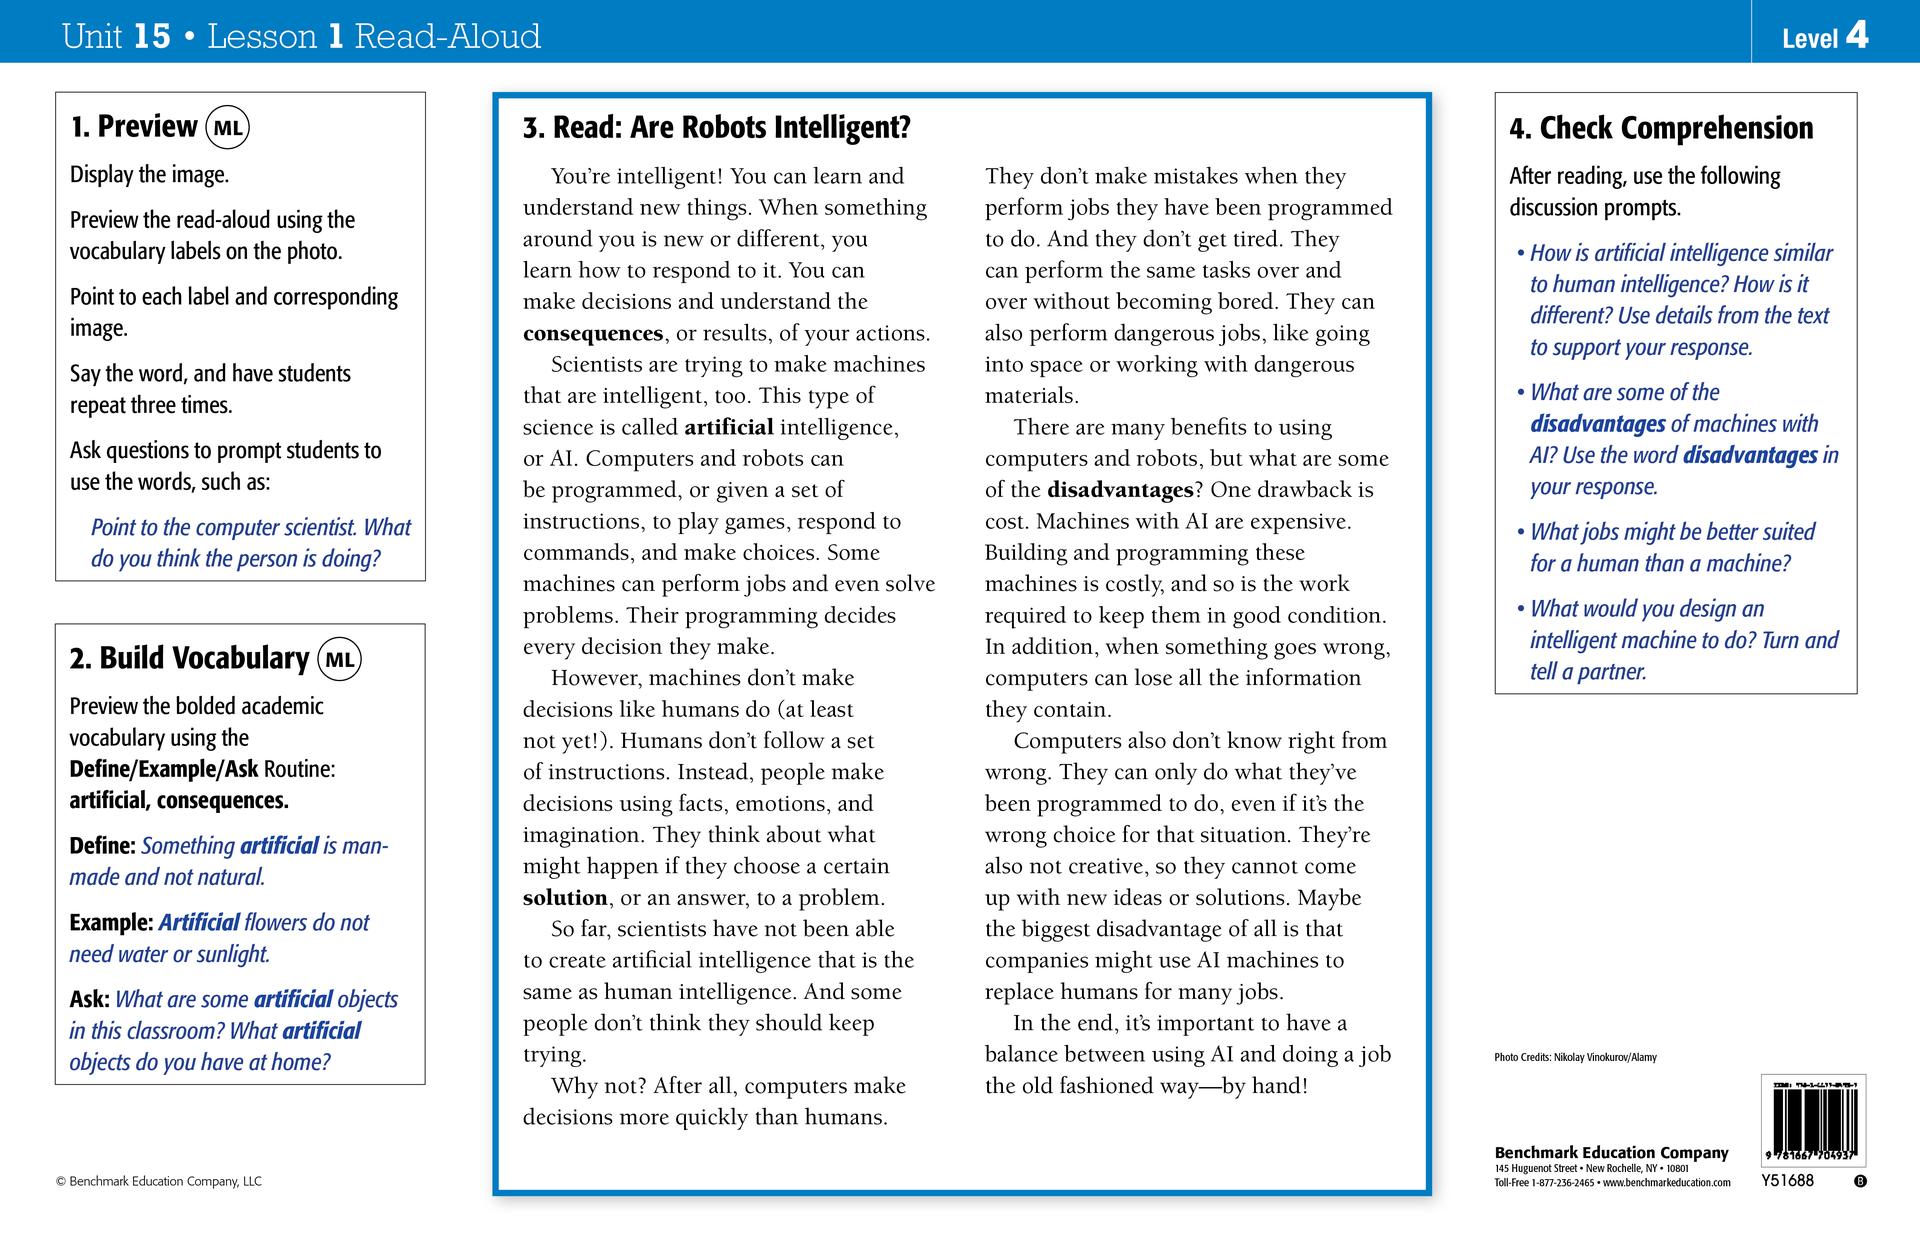 Unit 15 • Lesson 1 Read-Aloud
Level 4
1. Preview ML
Display the image.
Preview the read-aloud using the
vocabulary labels on the photo.
Point to each label and corresponding
image.
Say the word, and have students
repeat three times.
Ask questions to prompt students to
use the words, such as:
Point to the computer scientist. What
do you think the person is doing?
2. Build Vocabulary ML
Preview the bolded academic
vocabulary using the
Define/Example/Ask Routine:
artificial, consequences.
Define: Something artificial is man-
made and not natural.
Example: Artificial flowers do not
need water or sunlight.
Ask: What are some artificial objects
in this classroom? What artificial
objects do you have at home?
© Benchmark Education Company, LLC
3. Read: Are Robots Intelligent?
You’re intelligent! You can learn and
understand new things. When something
around you is new or different, you
learn how to respond to it. You can
make decisions and understand the
consequences, or results, of your actions.
Scientists are trying to make machines
that are intelligent, too. This type of
science is called artificial intelligence,
or AI. Computers and robots can
be programmed, or given a set of
instructions, to play games, respond to
commands, and make choices. Some
machines can perform jobs and even solve
problems. Their programming decides
every decision they make.
However, machines don’t make
decisions like humans do (at least
not yet!). Humans don’t follow a set
of instructions. Instead, people make
decisions using facts, emotions, and
imagination. They think about what
might happen if they choose a certain
solution, or an answer, to a problem.
So far, scientists have not been able
to create artificial intelligence that is the
same as human intelligence. And some
people don’t think they should keep
trying.
Why not? After all, computers make
decisions more quickly than humans.
They don’t make mistakes when they
perform jobs they have been programmed
to do. And they don’t get tired. They
can perform the same tasks over and
over without becoming bored. They can
also perform dangerous jobs, like going
into space or working with dangerous
materials.
There are many benefits to using
computers and robots, but what are some
of the disadvantages? One drawback is
cost. Machines with AI are expensive.
Building and programming these
machines is costly, and so is the work
required to keep them in good condition.
In addition, when something goes wrong,
computers can lose all the information
they contain.
Computers also don’t know right from
wrong. They can only do what they’ve
been programmed to do, even if it’s the
wrong choice for that situation. They’re
also not creative, so they cannot come
up with new ideas or solutions. Maybe
the biggest disadvantage of all is that
companies might use AI machines to
replace humans for many jobs.
In the end, it’s important to have a
balance between using AI and doing a job
the old fashioned way—by hand!
4. Check Comprehension
After reading, use the following
discussion prompts.
• How is artificial intelligence similar
to human intelligence? How is it
different? Use details from the text
to support your response.
• What are some of the
disadvantages of machines with
AI? Use the word disadvantages in
your response.
• What jobs might be better suited
for a human than a machine?
• What would you design an
intelligent machine to do? Turn and
tell a partner.
Photo Credits: Nikolay Vinokurov/Alamy
Benchmark Education Company
145 Huguenot Street • New Rochelle, NY • 10801
Toll-Free 1-877-236-2465 • www.benchmarkeducation.com
9 781667 704937
Y51688
B